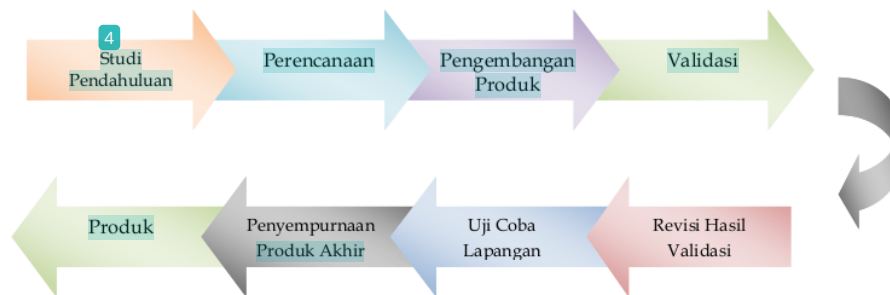 4
Studi
Pendahuluan
Perencanaan
Pengembangan
Produk
Validasi
Revisi Hasil
Validasi
Uji Coba
Lapangan
Penyempurnaan
Produk Akhir
Produk